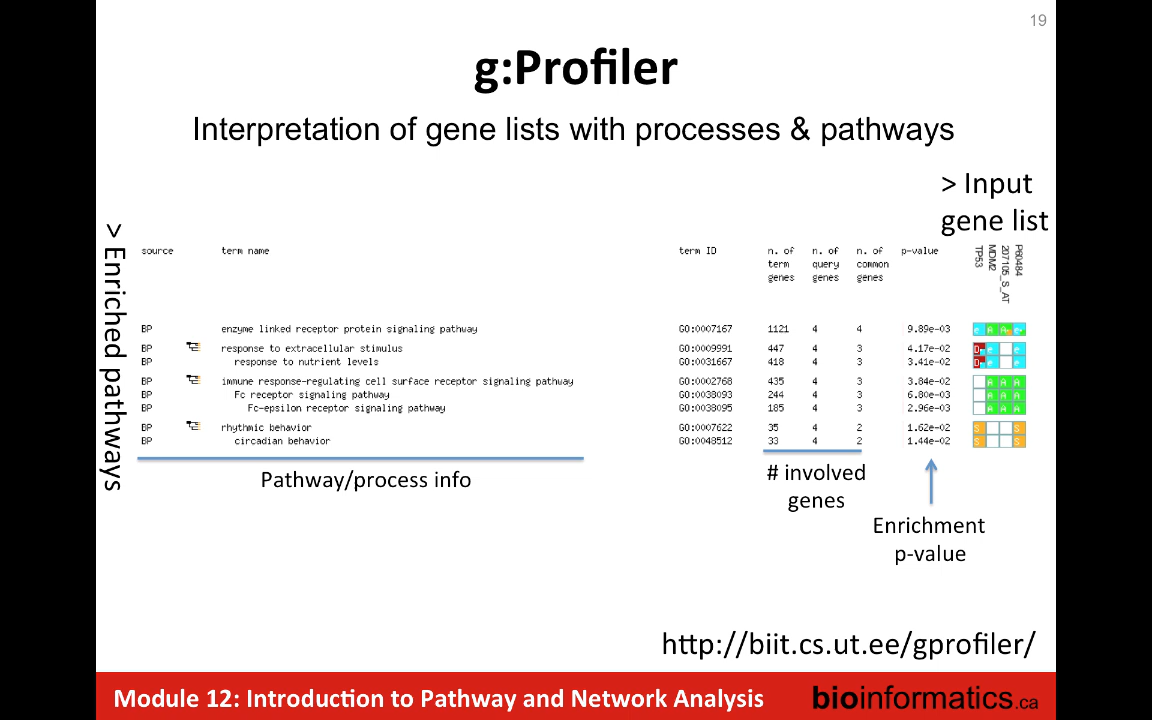 19
g:Profiler
Interpretation of gene lists with processes & pathways
> Input
gene list
> Enriched pathways
source term name term ID n. of term genes n. of query genes n. of common genes p-value TP53 MDM2 207105_S_AT P60484
BP enzyme linked receptor protein signaling pathway GO:0007167 1121 4 4 9.89e-03 e A A e
BP response to extracellular stimulus GO:0009991 447 4 3 4.17e-02 D e e
BP response to nutrient levels GO:0031667 418 4 3 3.41e-02 D e e
BP immune response-regulating cell surface receptor signaling pathway GO:0002768 435 4 3 3.84e-02 A A A
BP Fc receptor signaling pathway GO:0038093 244 4 3 6.80e-03 A A A
BP Fc-epsilon receptor signaling pathway GO:0038095 185 4 3 2.96e-03 A A A
BP rhythmic behavior GO:0007622 35 4 2 1.62e-02 S S
BP circadian behavior GO:0048512 33 4 2 1.44e-02 S S
Pathway/process info
# involved
genes
Enrichment
p-value
http://biit.cs.ut.ee/gprofiler/
Module 12: Introduction to Pathway and Network Analysis
bioinformatics.ca